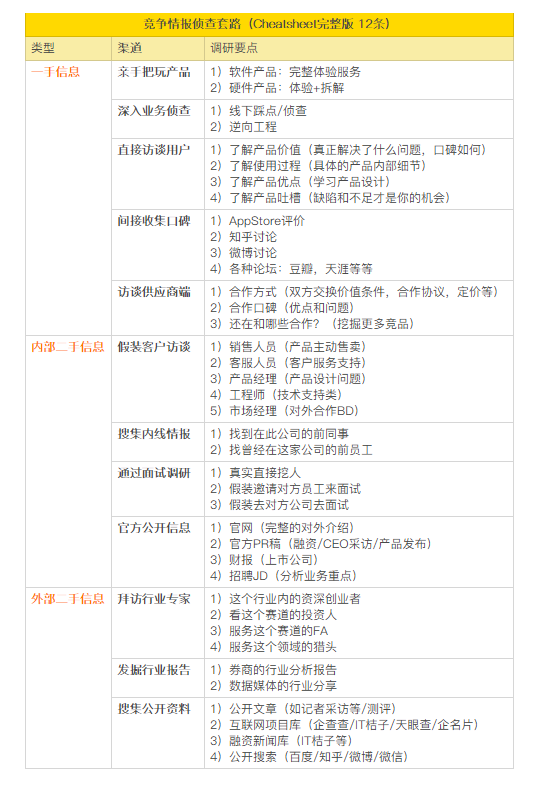 竞争情报侦查套路（Cheatsheet完整版 12条）
类型 渠道 调研要点
一手信息 亲手把玩产品 1）软件产品：完整体验服务
2）硬件产品：体验+拆解
深入业务侦查 1）线下踩点/侦查
2）逆向工程
直接访谈用户 1）了解产品价值（真正解决了什么问题，口碑如何）
2）了解使用过程（具体的产品内部细节）
3）了解产品优点（学习产品设计）
4）了解产品吐槽（缺陷和不足才是你的机会）
间接收集口碑 1）AppStore评价
2）知乎讨论
3）微博讨论
4）各种论坛：豆瓣，天涯等等
访谈供应商端 1）合作方式（双方交换价值条件，合作协议，定价等）
2）合作口碑（优点和问题）
3）还在和哪些合作？（挖掘更多竞品）
内部二手信息 假装客户访谈 1）销售人员（产品主动售卖）
2）客服人员（客户服务支持）
3）产品经理（产品设计问题）
4）工程师（技术支持类）
5）市场经理（对外合作BD）
搜集内线情报 1）找到在此公司的前同事
2）找曾经在这家公司的前员工
通过面试调研 1）真实直接挖人
2）假装邀请对方员工来面试
3）假装去对方公司去面试
官方公开信息 1）官网（完整的对外介绍）
2）官方PR稿（融资/CEO采访/产品发布）
3）财报（上市公司）
4）招聘JD（分析业务重点）
外部二手信息 拜访行业专家 1）这个行业内的资深创业者
2）看这个赛道的投资人
3）服务这个赛道的FA
4）服务这个领域的猎头
发掘行业报告 1）券商的行业分析报告
2）数据媒体的行业分享
搜集公开资料 1）公开文章（如记者采访等/测评）
2）互联网项目库（企查查/IT桔子/天眼查/企名片）
3）融资新闻库（IT桔子等）
4）公开搜索（百度/知乎/微博/微信）